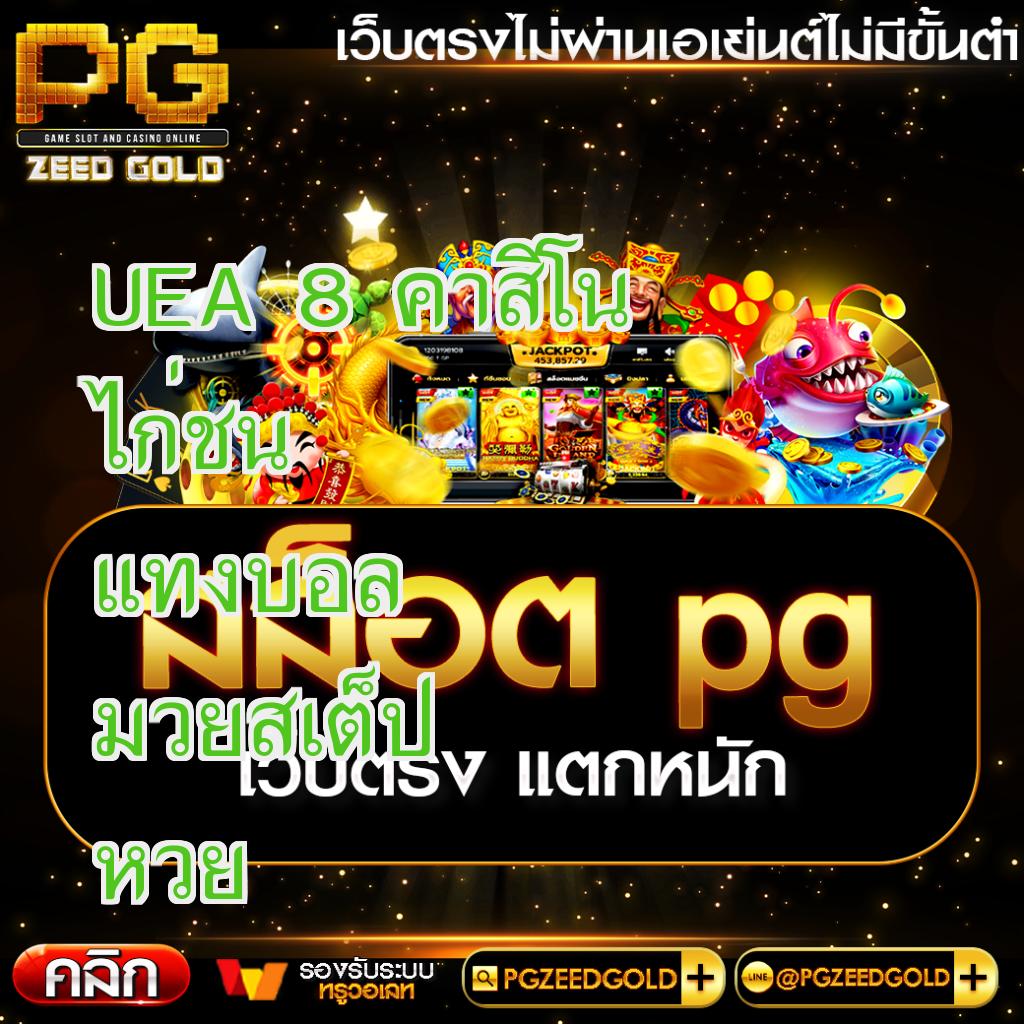 เว็บตรงไม่ผ่านเอเย่นต์ไม่มีขั้นต่ำ
PG
GAME SLOT AND CASINO ONLINE
ZEED GOLD
UEA 8 คาสิโน
1203198108
JACKPOT
453,857.29
ไก่ชน
สล็อต pg
แทงบอล
มวยสเต็ป
เว็บตรง แตกหนัก
หวย
คลิก
รองรับระบบ
ทรูวอเลท
PGZEEDGOLD +
LINE @PGZEEDGOLD +